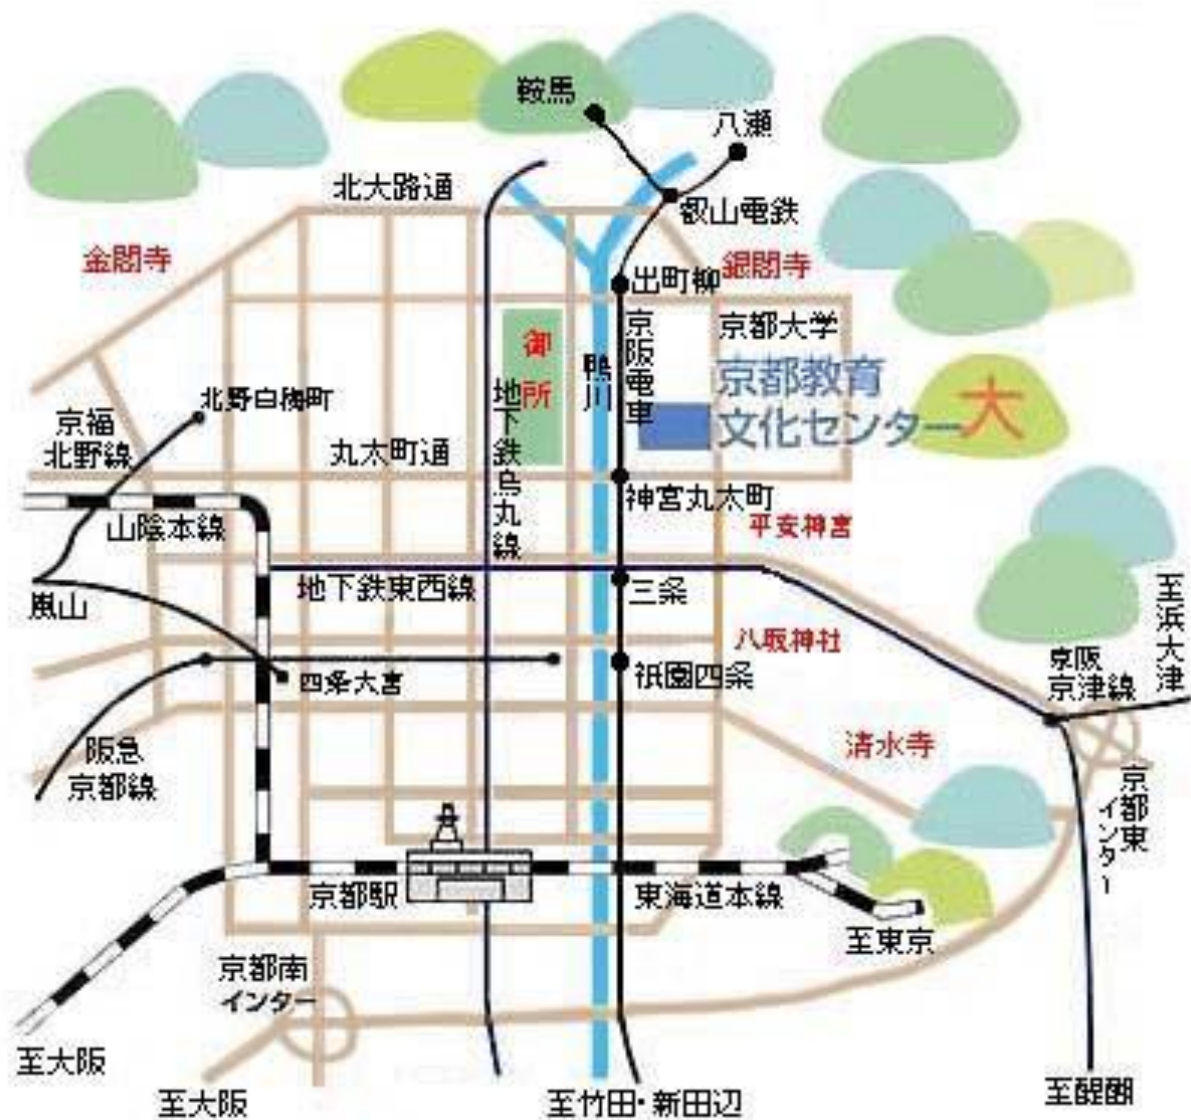 鞍馬
八瀬
北大路通
叡山電鉄
金閣寺
銀閣寺
出町柳
御所
鴨川
京阪電車
京都大学
京都教育
文化センター
大
地下鉄烏丸線
北野白梅町
京福
北野線
丸太町通
神宮丸太町
山陰本線
平安神宮
地下鉄東西線
三条
嵐山
八阪神社
祇園四条
四条大宮
京阪
京津線
至浜大津
阪急
京都線
清水寺
京都東
インター
京都駅
東海道本線
至東京
京都南
インター
至大阪
至大阪
至竹田・新田辺
至醍醐